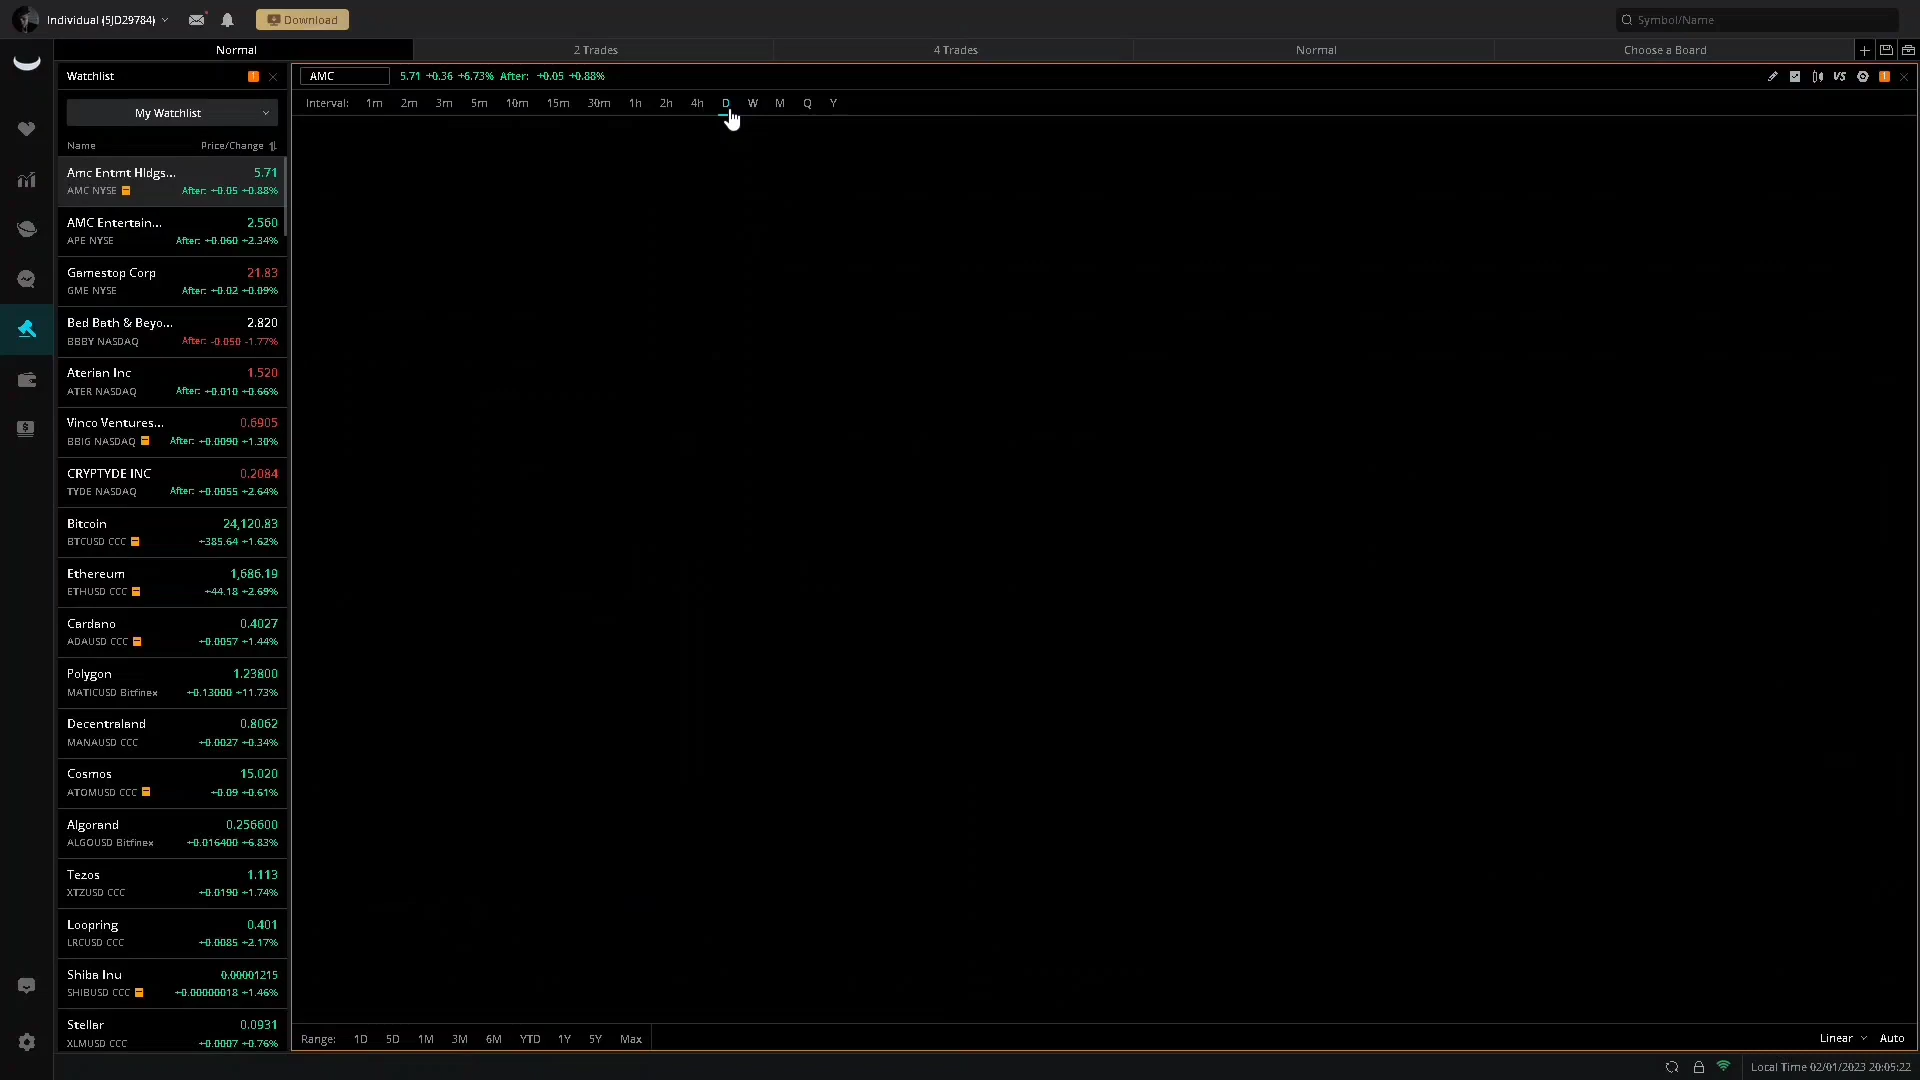 Individual (5JD29784)
Download
Symbol/Name
Normal
2 Trades
4 Trades
Normal
Choose a Board
Watchlist
AMC
5.71 +0.36 +6.73% After: +0.05 +0.88%
VS
Interval: 1m 2m 3m 5m 10m 15m 30m 1h 2h 4h D W M Q Y
My Watchlist
Name Price/Change
Amc Entmt Hldgs... 5.71
AMC NYSE After: +0.05 +0.88%
AMC Entertain... 2.560
APE NYSE After: +0.060 +2.34%
Gamestop Corp 21.83
GME NYSE After: +0.02 +0.09%
Bed Bath & Beyo... 2.820
BBBY NASDAQ After: -0.050 -1.77%
Aterian Inc 1.520
ATER NASDAQ After: +0.010 +0.66%
Vinco Ventures... 0.6905
BBIG NASDAQ After: +0.0090 +1.30%
CRYPTYDE INC 0.2084
TYDE NASDAQ After: +0.0055 +2.64%
Bitcoin 24,120.83
BTCUSD CCC +385.64 +1.62%
Ethereum 1,686.19
ETHUSD CCC +44.18 +2.69%
Cardano 0.4027
ADAUSD CCC +0.0057 +1.44%
Polygon 1.23800
MATICUSD Bitfinex +0.13000 +11.73%
Decentraland 0.8062
MANAUSD CCC +0.0027 +0.34%
Cosmos 15.020
ATOMUSD CCC +0.09 +0.61%
Algorand 0.256600
ALGOUSD Bitfinex +0.016400 +6.83%
Tezos 1.113
XTZUSD CCC +0.0190 +1.74%
Loopring 0.401
LRCUSD CCC +0.0085 +2.17%
Shiba Inu 0.00001215
SHIBUSD CCC +0.00000018 +1.46%
Stellar 0.0931
XLMUSD CCC +0.0007 +0.76%
Range: 1D 5D 1M 3M 6M YTD 1Y 5Y Max
Linear Auto
Local Time 02/01/2023 20:05:22